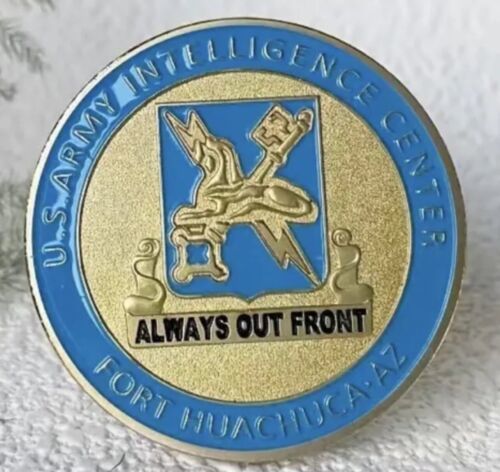 U.S. ARMY INTELLIGENCE CENTER
ALWAYS OUT FRONT
FORT HUACHUCA·AZ